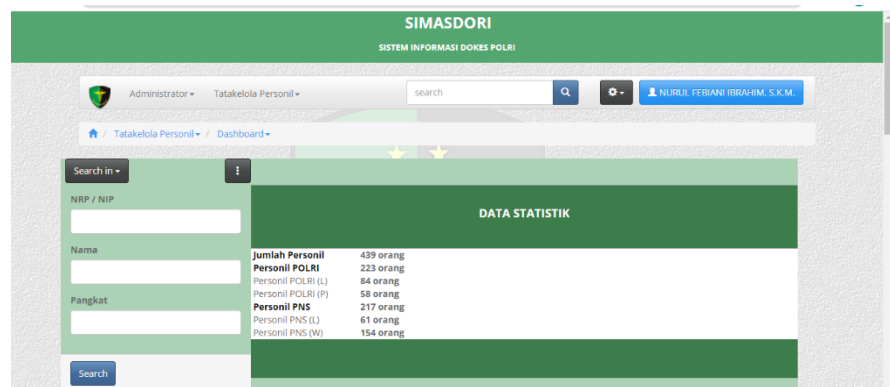 SIMASDORI
SISTEM INFORMASI DOKES POLRI
Administrator Tatakelola Personil search NURUL FEBIANI IBRAHIM. S.K.M.
/ Tatakelola Personil / Dashboard
Search in
NRP / NIP
Nama
Pangkat
Search
DATA STATISTIK
Jumlah Personil 439 orang
Personil POLRI 223 orang
Personil POLRI (L) 84 orang
Personil POLRI (P) 58 orang
Personil PNS 217 orang
Personil PNS (L) 61 orang
Personil PNS (W) 154 orang